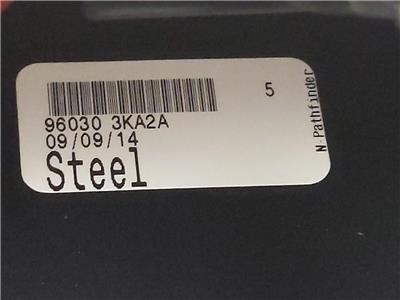 5
96030 3KA2A
09/09/14
Steel
N Pathfinder